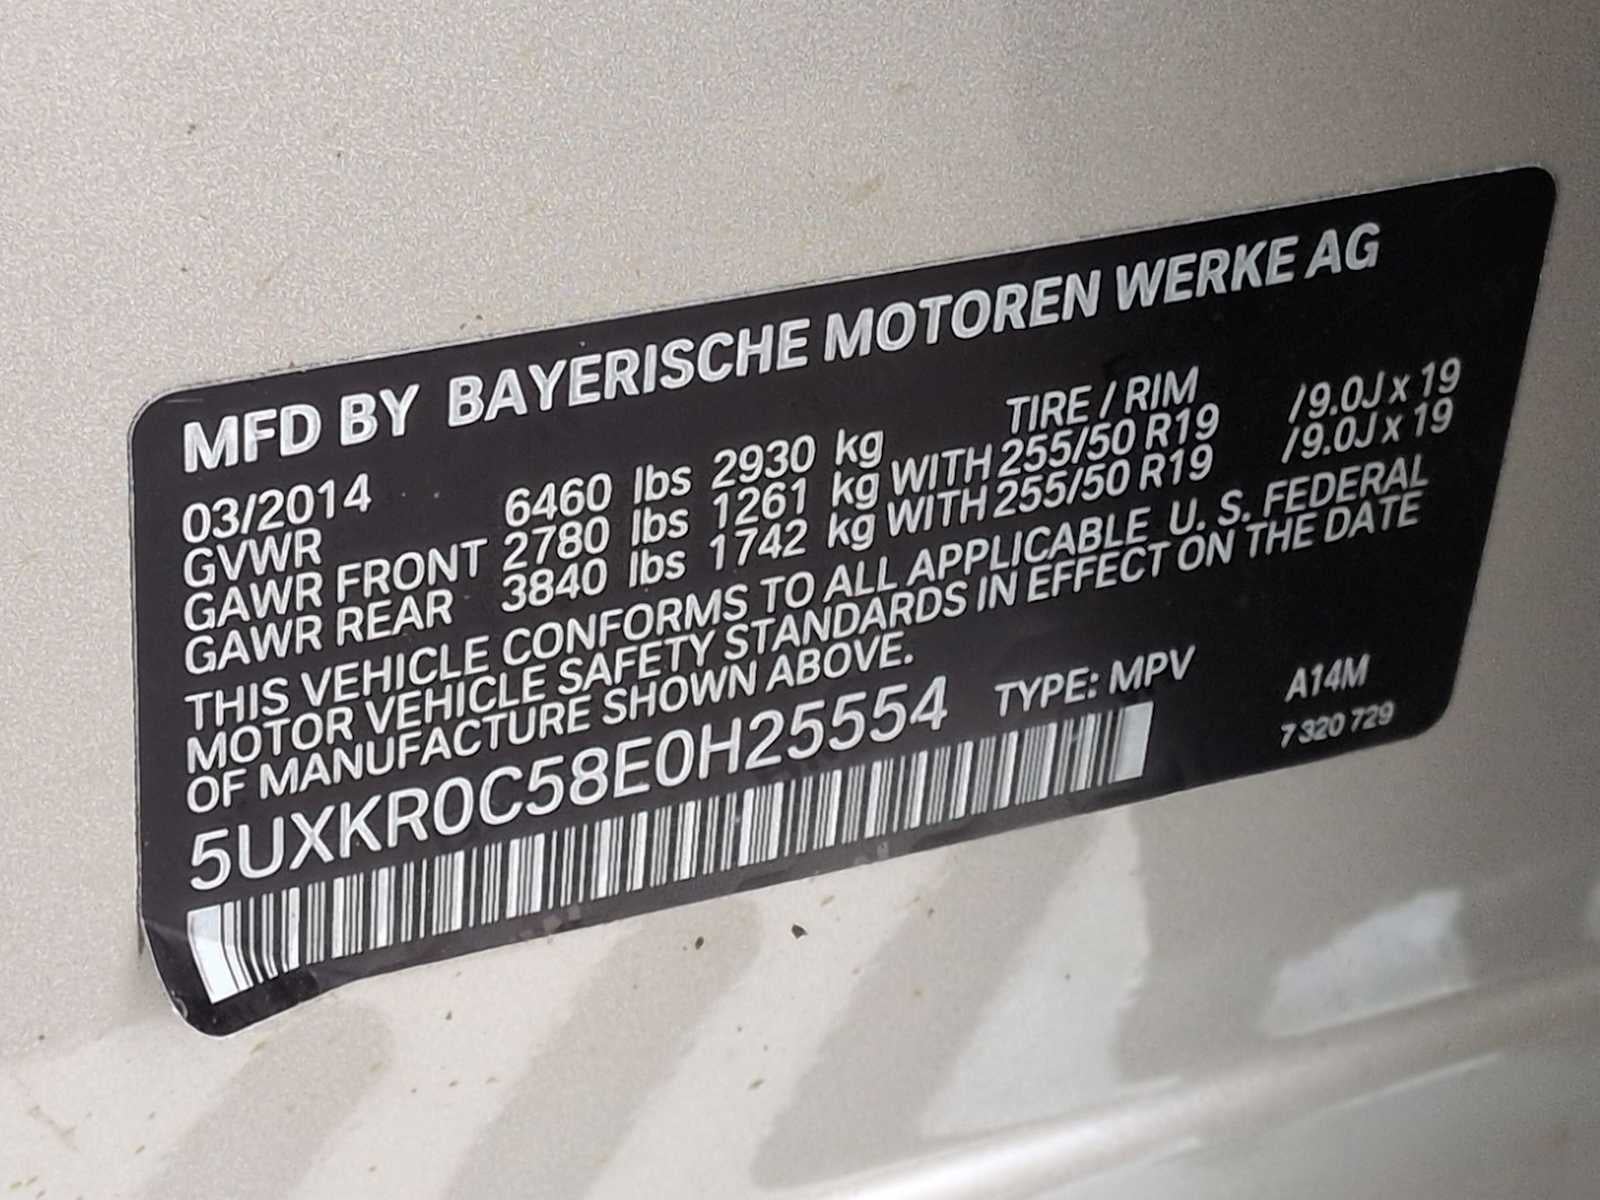 MFD BY BAYERISCHE MOTOREN WERKE AG
03/2014 TIRE / RIM
GVWR 6460 lbs 2930 kg
GAWR FRONT 2780 lbs 1261 kg WITH 255/50 R19 /9.0J x 19
GAWR REAR 3840 lbs 1742 kg WITH 255/50 R19 /9.0J x 19
THIS VEHICLE CONFORMS TO ALL APPLICABLE U. S. FEDERAL
MOTOR VEHICLE SAFETY STANDARDS IN EFFECT ON THE DATE
OF MANUFACTURE SHOWN ABOVE.
5UXKR0C58E0H25554 TYPE: MPV A14M
7 320 729